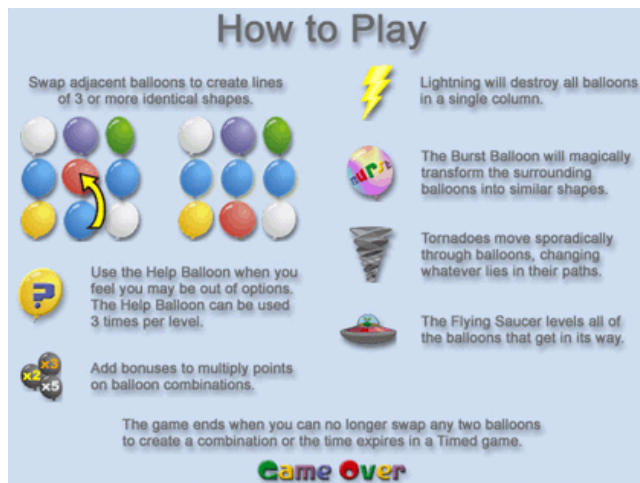 How to Play
Swap adjacent balloons to create lines
of 3 or more identical shapes.
?
Use the Help Balloon when you
feel you may be out of options.
The Help Balloon can be used
3 times per level.
x3
x2
x5
Add bonuses to multiply points
on balloon combinations.
Lightning will destroy all balloons
in a single column.
Burst
The Burst Balloon will magically
transform the surrounding
balloons into similar shapes.
Tornadoes move sporadically
through balloons, changing
whatever lies in their paths.
The Flying Saucer levels all of
the balloons that get in its way.
The game ends when you can no longer swap any two balloons
to create a combination or the time expires in a Timed game.
Game Over